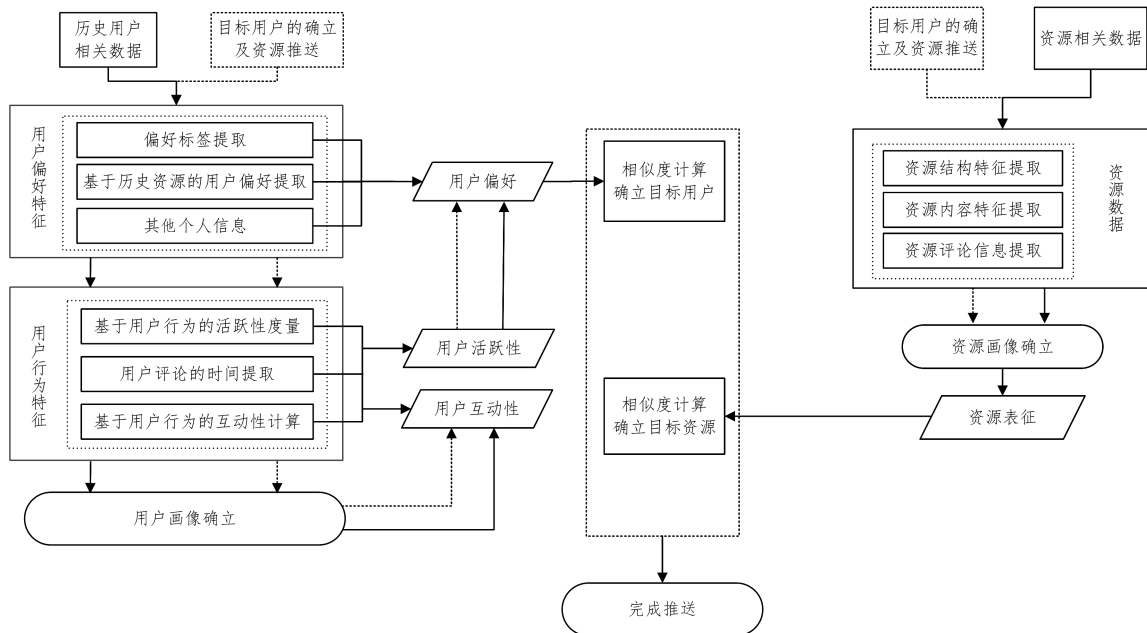 历史用户
相关数据
目标用户的确立
及资源推送
用户偏好特征
偏好标签提取
基于历史资源的用户偏好提取
其他个人信息
用户行为特征
基于用户行为的活跃性度量
用户评论的时间提取
基于用户行为的互动性计算
用户画像确立
用户偏好
用户活跃性
用户互动性
相似度计算
确立目标用户
相似度计算
确立目标资源
完成推送
目标用户的确
立及资源推送
资源相关数据
资源结构特征提取
资源内容特征提取
资源评论信息提取
资源数据
资源画像确立
资源表征